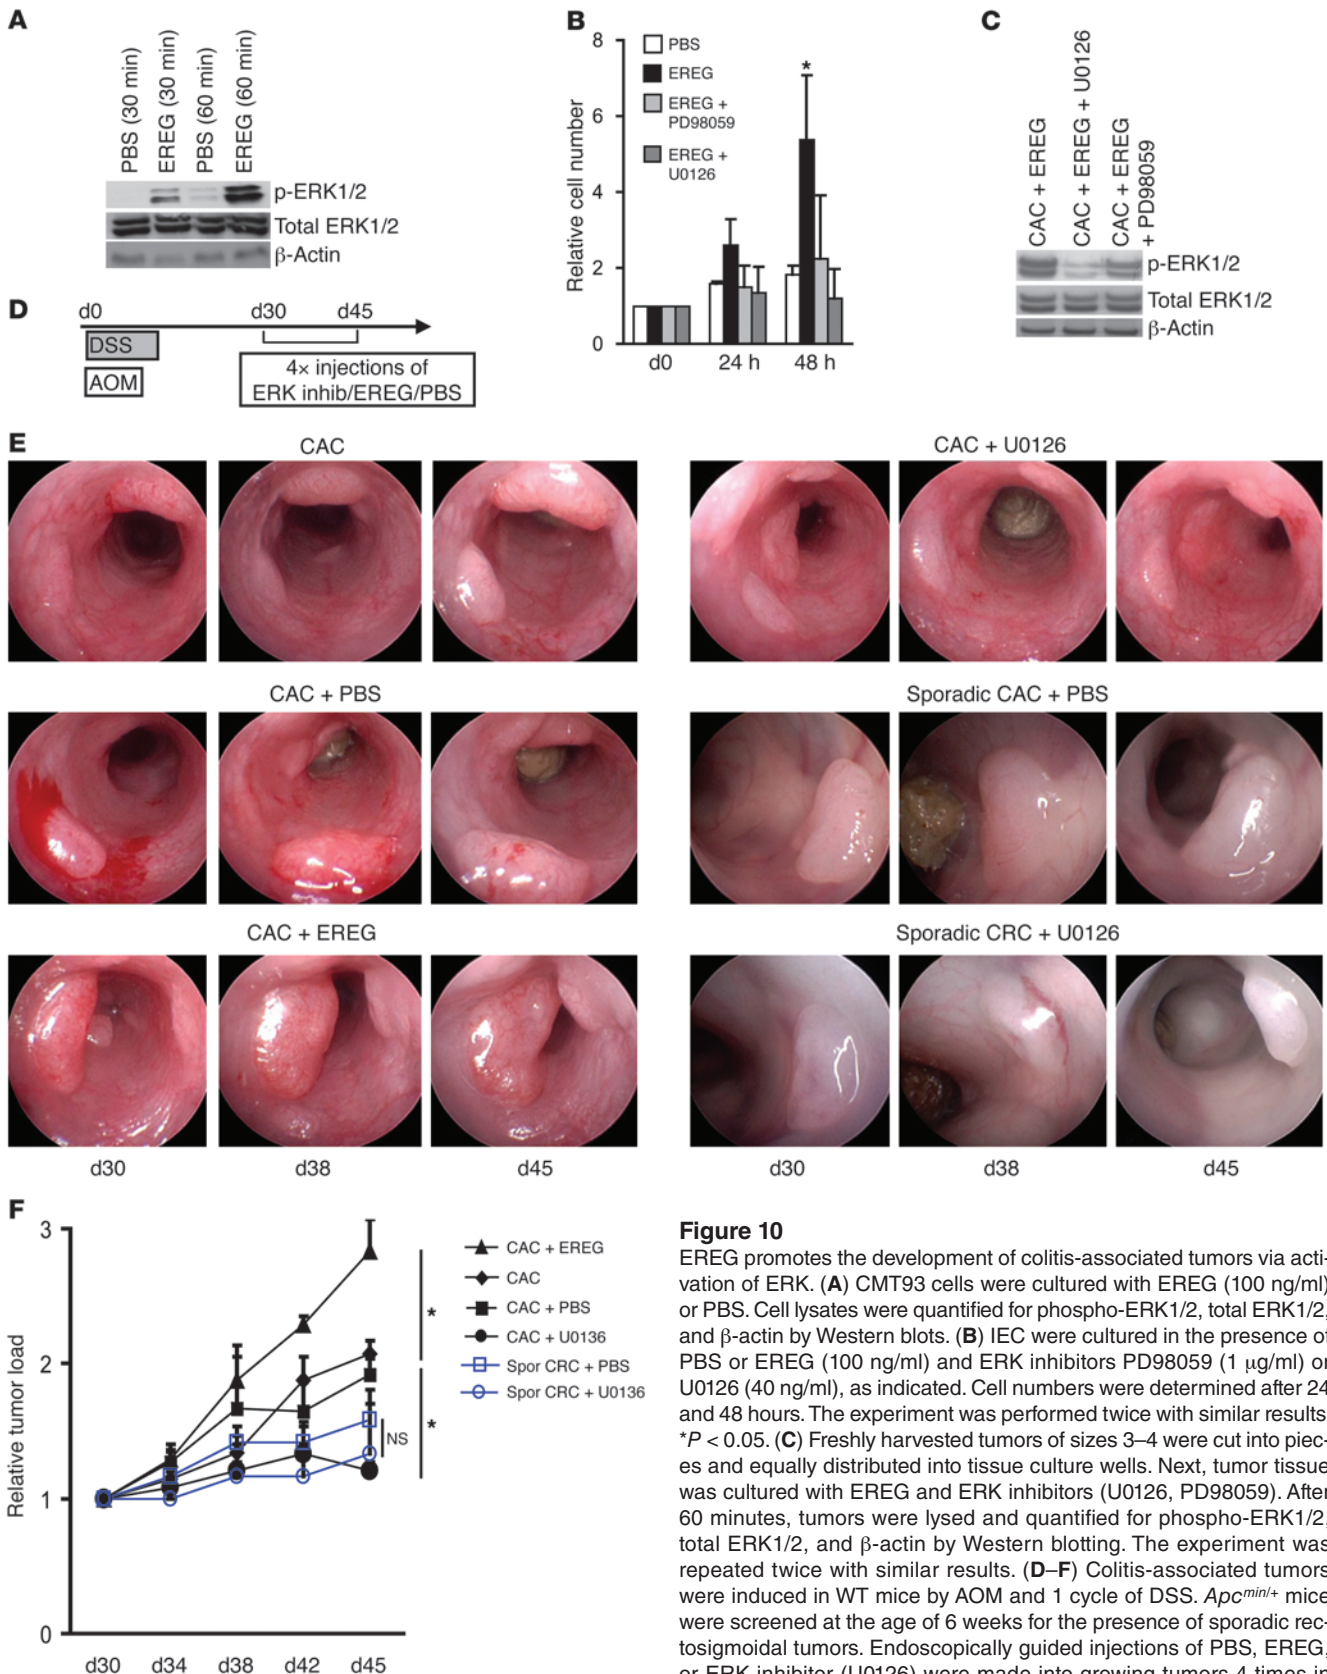 A
PBS (30 min)
EREG (30 min)
PBS (60 min)
EREG (60 min)
p-ERK1/2
Total ERK1/2
β-Actin
B
Relative cell number
8
6
4
2
0
PBS
EREG
EREG +
PD98059
EREG +
U0126
*
d0
24 h
48 h
C
CAC + EREG
CAC + EREG + U0126
CAC + EREG
+ PD98059
p-ERK1/2
Total ERK1/2
β-Actin
D
d0
d30
d45
DSS
AOM
4× injections of
ERK inhib/EREG/PBS
E
CAC
CAC + U0126
CAC + PBS
Sporadic CAC + PBS
CAC + EREG
Sporadic CRC + U0126
d30
d38
d45
d30
d38
d45
F
Relative tumor load
3
2
1
0
d30
d34
d38
d42
d45
CAC + EREG
CAC
CAC + PBS
CAC + U0136
Spor CRC + PBS
Spor CRC + U0136
*
*
NS
Figure 10
EREG promotes the development of colitis-associated tumors via acti-
vation of ERK. (A) CMT93 cells were cultured with EREG (100 ng/ml)
or PBS. Cell lysates were quantified for phospho-ERK1/2, total ERK1/2,
and β-actin by Western blots. (B) IEC were cultured in the presence of
PBS or EREG (100 ng/ml) and ERK inhibitors PD98059 (1 μg/ml) or
U0126 (40 ng/ml), as indicated. Cell numbers were determined after 24
and 48 hours. The experiment was performed twice with similar results
*P < 0.05. (C) Freshly harvested tumors of sizes 3–4 were cut into piec-
es and equally distributed into tissue culture wells. Next, tumor tissue
was cultured with EREG and ERK inhibitors (U0126, PD98059). After
60 minutes, tumors were lysed and quantified for phospho-ERK1/2,
total ERK1/2, and β-actin by Western blotting. The experiment was
repeated twice with similar results. (D–F) Colitis-associated tumors
were induced in WT mice by AOM and 1 cycle of DSS. Apcmin/+ mice
were screened at the age of 6 weeks for the presence of sporadic rec-
tosigmoidal tumors. Endoscopically guided injections of PBS, EREG,
or ERK inhibitor (U0126) were made into growing tumors 4 times in